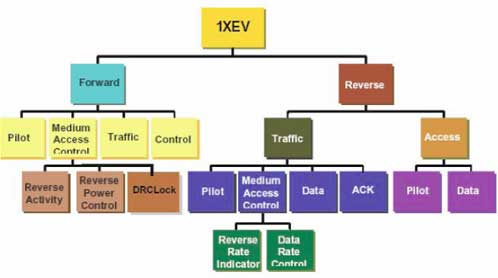 1XEV
Forward
Reverse
Pilot
Medium
Access
Control
Traffic
Control
Traffic
Access
Reverse
Activity
Reverse
Power
Control
DRCLock
Pilot
Medium
Access
Control
Data
ACK
Pilot
Data
Reverse
Rate
Indicator
Data
Rate
Control